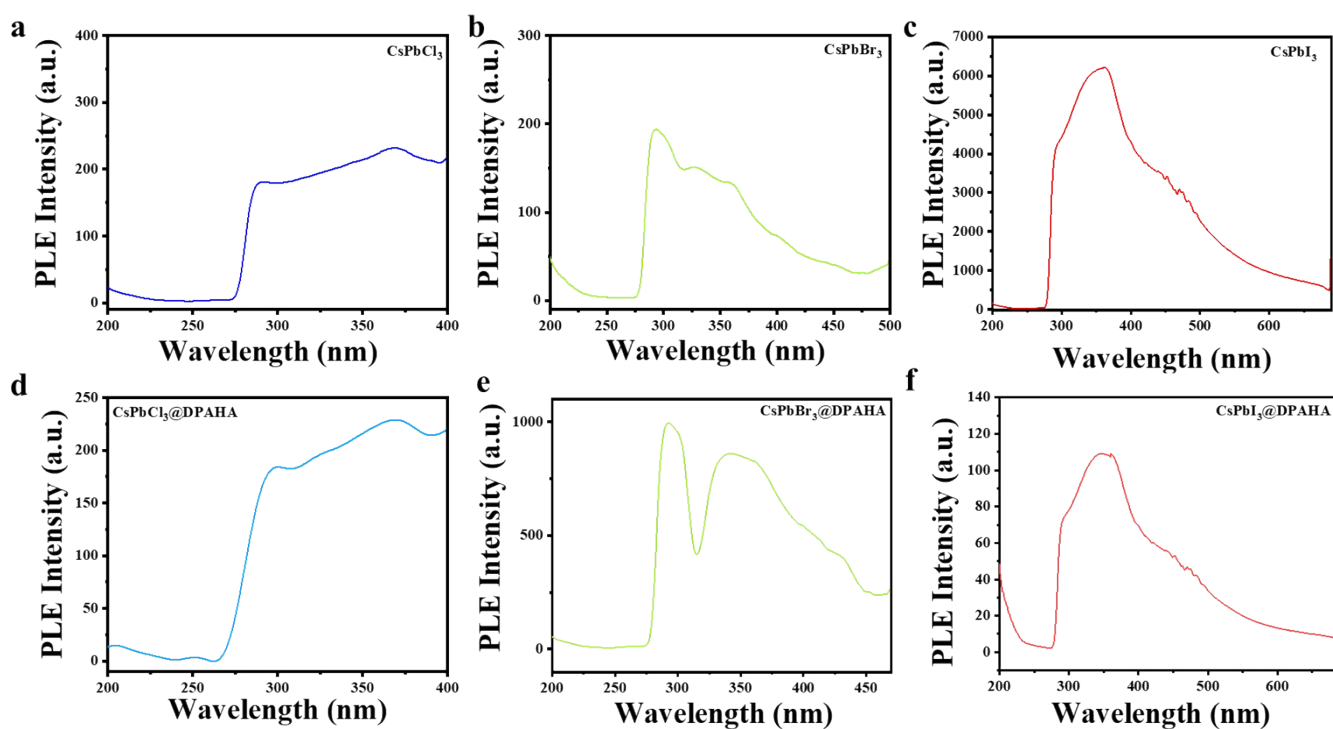 a
CsPbCl₃
PLE Intensity (a.u.)
400
300
200
100
0
200 250 300 350 400
Wavelength (nm)
b
CsPbBr₃
PLE Intensity (a.u.)
300
200
100
0
200 250 300 350 400 450 500
Wavelength (nm)
c
CsPbI₃
PLE Intensity (a.u.)
7000
6000
5000
4000
3000
2000
1000
0
200 300 400 500 600
Wavelength (nm)
d
CsPbCl₃@DPAHA
PLE Intensity (a.u.)
250
200
150
100
50
0
200 250 300 350 400
Wavelength (nm)
e
CsPbBr₃@DPAHA
PLE Intensity (a.u.)
1000
500
0
200 250 300 350 400 450
Wavelength (nm)
f
CsPbI₃@DPAHA
PLE Intensity (a.u.)
140
120
100
80
60
40
20
0
200 300 400 500 600
Wavelength (nm)